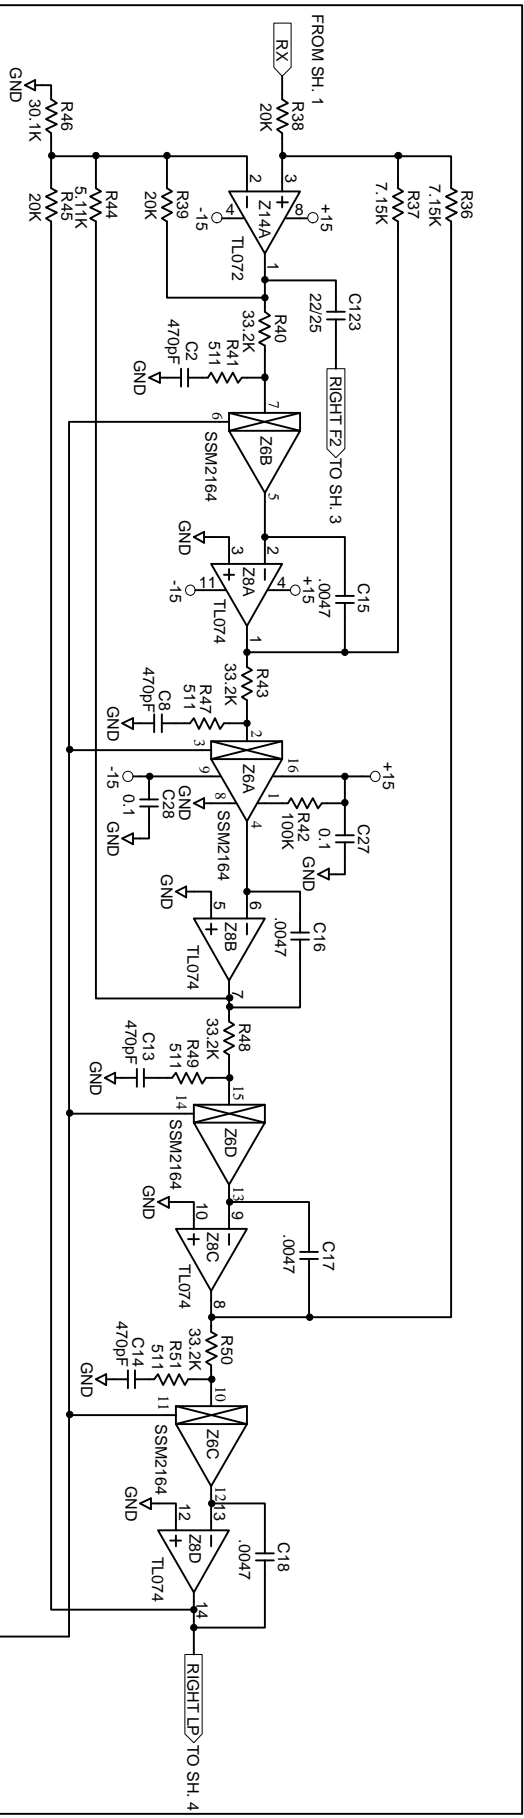 FROM SH. 1
RX
R38
20K
R36
7.15K
R37
7.15K
R46
30.1K
GND
R45
20K
R44
5.11K
R39
20K
2
3
Z14A
4
-15
8
+15
TL072
1
C123
22/25
RIGHT F2
TO SH. 3
R40
33.2K
R41
511
C2
470pF
GND
7
6
Z6B
SSM2164
5
C15
.0047
GND
2
3
Z8A
4
+15
11
-15
TL074
1
R43
33.2K
R47
511
C8
470pF
GND
2
3
Z6A
16
1
9
8
4
SSM2164
+15
R42
100K
C27
0.1
GND
-15
C28
0.1
GND
GND
C16
.0047
GND
6
5
Z8B
TL074
7
R48
33.2K
R49
511
C13
470pF
GND
15
14
Z6D
SSM2164
13
C17
.0047
GND
9
10
Z8C
TL074
8
R50
33.2K
R51
511
C14
470pF
GND
10
11
Z6C
SSM2164
12
C18
.0047
GND
13
12
Z8D
TL074
14
RIGHT LP
TO SH. 4